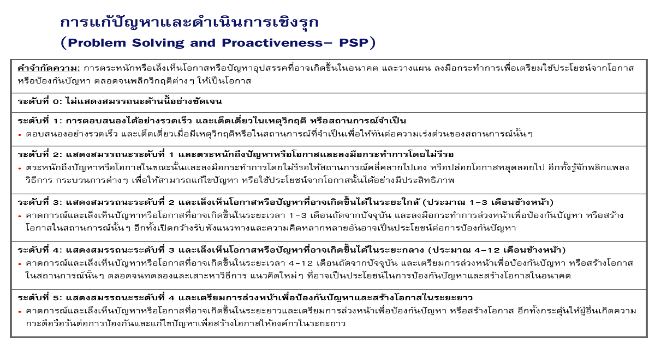 การแก้ปัญหาและดำเนินการเชิงรุก
(Problem Solving and Proactiveness– PSP)
คำจำกัดความ: การตระหนักหรือเล็งเห็นโอกาสหรือปัญหาอุปสรรคที่อาจเกิดขึ้นในอนาคต และวางแผน ลงมือกระทำการเพื่อเตรียมใช้ประโยชน์จากโอกาส
หรือป้องกันปัญหา ตลอดจนพลิกวิกฤติต่างๆ ให้เป็นโอกาส
ระดับที่ 0: ไม่แสดงสมรรถนะด้านนี้อย่างชัดเจน
ระดับที่ 1: การตอบสนองได้อย่างรวดเร็ว และเด็ดเดี่ยวในเหตุวิกฤติ หรือสถานการณ์จำเป็น
• ตอบสนองอย่างรวดเร็ว และเด็ดเดี่ยวเมื่อมีเหตุวิกฤติหรือในสถานการณ์ที่จำเป็นเพื่อให้ทันต่อความเร่งด่วนของสถานการณ์นั้นๆ
ระดับที่ 2: แสดงสมรรถนะระดับที่ 1 และตระหนักถึงปัญหาหรือโอกาสและลงมือกระทำการโดยไม่รีรอ
• ตระหนักถึงปัญหาหรือโอกาสในขณะนั้นและลงมือกระทำการโดยไม่รีรอให้สถานการณ์คลี่คลายไปเอง หรือปล่อยโอกาสหลุดลอยไป อีกทั้งรู้จักพลิกแพลง
วิธีการ กระบวนการต่างๆ เพื่อให้สามารถแก้ไขปัญหา หรือใช้ประโยชน์จากโอกาสนั้นได้อย่างมีประสิทธิภาพ
ระดับที่ 3: แสดงสมรรถนะระดับที่ 2 และเล็งเห็นโอกาสหรือปัญหาที่อาจเกิดขึ้นได้ในระยะใกล้ (ประมาณ 1-3 เดือนข้างหน้า)
• คาดการณ์และเล็งเห็นปัญหาหรือโอกาสที่อาจเกิดขึ้นในระยะเวลา 1-3 เดือนถัดจากปัจจุบัน และลงมือกระทำการล่วงหน้าเพื่อป้องกันปัญหา หรือสร้าง
โอกาสในสถานการณ์นั้นๆ อีกทั้งเปิดกว้างรับฟังแนวทางและความคิดหลากหลายอันอาจเป็นประโยชน์ต่อการป้องกันปัญหา
ระดับที่ 4: แสดงสมรรถนะระดับที่ 3 และเล็งเห็นโอกาสหรือปัญหาที่อาจเกิดขึ้นได้ในระยะกลาง (ประมาณ 4-12 เดือนข้างหน้า)
• คาดการณ์และเล็งเห็นปัญหาหรือโอกาสที่อาจเกิดขึ้นในระยะเวลา 4-12 เดือนถัดจากปัจจุบัน และเตรียมการล่วงหน้าเพื่อป้องกันปัญหา หรือสร้างโอกาส
ในสถานการณ์นั้นๆ ตลอดจนทดลองและเสาะหาวิธีการ แนวคิดใหม่ๆ ที่อาจเป็นประโยชน์ในการป้องกันปัญหาและสร้างโอกาสในอนาคต
ระดับที่ 5: แสดงสมรรถนะระดับที่ 4 และเตรียมการล่วงหน้าเพื่อป้องกันปัญหาและสร้างโอกาสในระยะยาว
• คาดการณ์และเล็งเห็นปัญหาหรือโอกาสที่อาจเกิดขึ้นในระยะยาวและเตรียมการล่วงหน้าเพื่อป้องกันปัญหา หรือสร้างโอกาส อีกทั้งกระตุ้นให้ผู้อื่นเกิดความ
กระตือรือร้นต่อการป้องกันและแก้ไขปัญหาเพื่อสร้างโอกาสให้องค์กรในระยะยาว